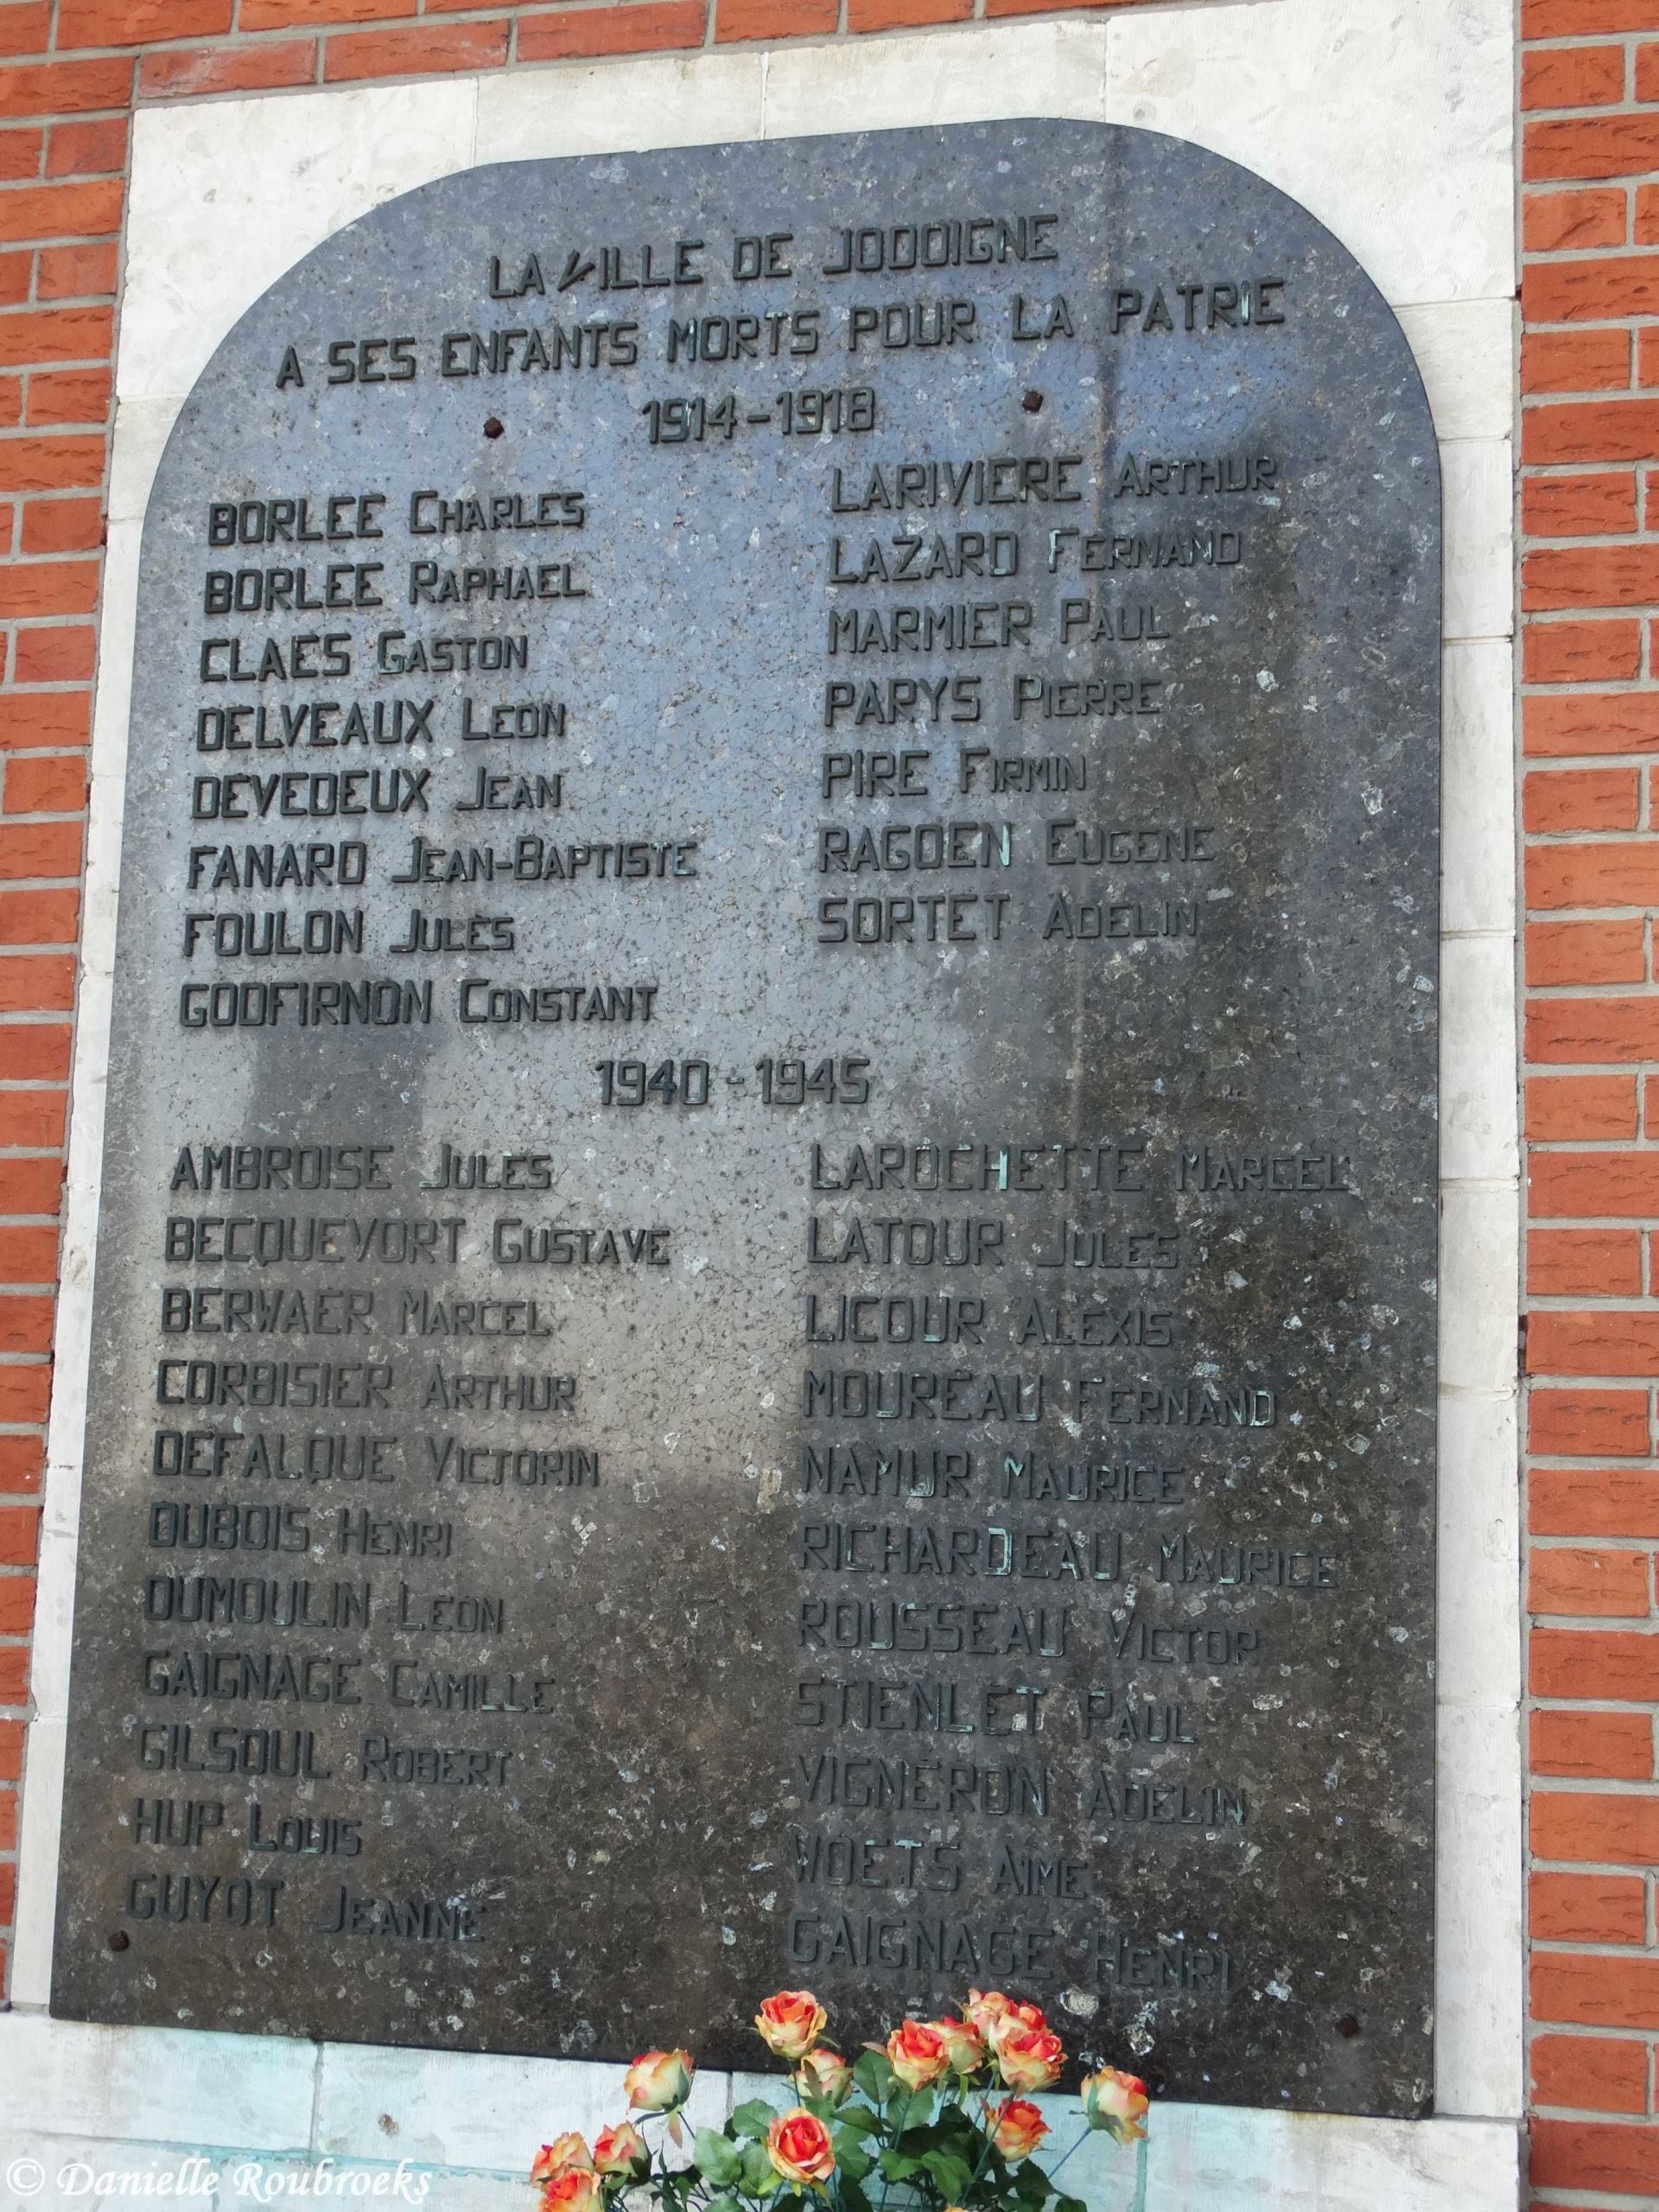 LA VILLE DE JODOIGNE
A SES ENFANTS MORTS POUR LA PATRIE
1914-1918
BORLEE CHARLES
BORLEE RAPHAEL
CLAES GASTON
DELVEAUX LEON
DEVEDEUX JEAN
FANARD JEAN-BAPTISTE
FOULON JULES
GODFIRNON CONSTANT
LARIVIERE ARTHUR
LAZARD FERNAND
MARMIER PAUL
PARYS PIERRE
PIRE FIRMIN
RAGOEN EUGENE
SORTET ADELIN
1940-1945
AMBROISE JULES
BECQUEVORT GUSTAVE
BERWAER MARCEL
CORBISIER ARTHUR
DEFALQUE VICTORIN
DUBOIS HENRI
DUMOULIN LEON
GAIGNAGE CAMILLE
GILSOUL ROBERT
HUP LOUIS
GUYOT JEANNE
LAROCHETTE MARCEL
LATOUR JULES
LICOUR ALEXIS
MOUREAU FERNAND
NAMUR MAURICE
RICHARDEAU MAURICE
ROUSSEAU VICTOR
STIENLET PAUL
VIGNERON ADELIN
WOETS AIME
GAIGNAGE HENRI
© Danielle Roubroeks